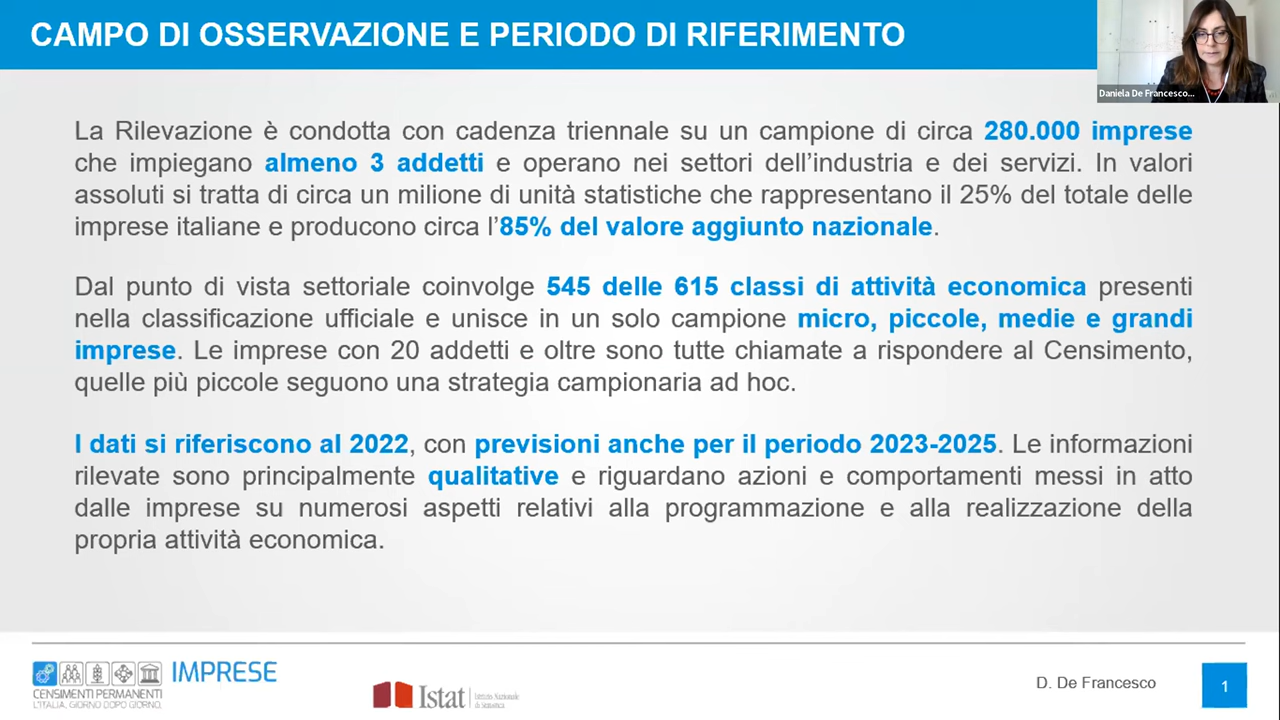 CAMPO DI OSSERVAZIONE E PERIODO DI RIFERIMENTO
Daniela De Francesco...
La Rilevazione è condotta con cadenza triennale su un campione di circa 280.000 imprese
che impiegano almeno 3 addetti e operano nei settori dell'industria e dei servizi. In valori
assoluti si tratta di circa un milione di unità statistiche che rappresentano il 25% del totale delle
imprese italiane e producono circa l'85% del valore aggiunto nazionale.
Dal punto di vista settoriale coinvolge 545 delle 615 classi di attività economica presenti
nella classificazione ufficiale e unisce in un solo campione micro, piccole, medie e grandi
imprese. Le imprese con 20 addetti e oltre sono tutte chiamate a rispondere al Censimento,
quelle più piccole seguono una strategia campionaria ad hoc.
I dati si riferiscono al 2022, con previsioni anche per il periodo 2023-2025. Le informazioni
rilevate sono principalmente qualitative e riguardano azioni e comportamenti messi in atto
dalle imprese su numerosi aspetti relativi alla programmazione e alla realizzazione della
propria attività economica.
IMPRESE
CENSIMENTI PERMANENTI
L'ITALIA, GIORNO DOPO GIORNO.
Istat
Istituto Nazionale
di Statistica
D. De Francesco
1